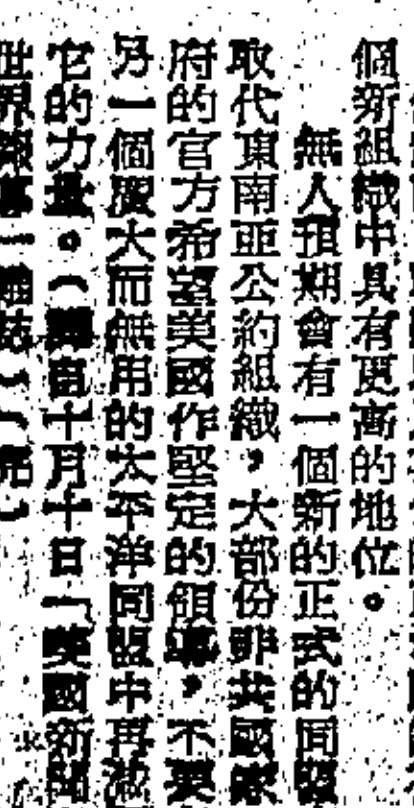 個新組織中具有更高的地位。
無人預期會有一個新的正式的同盟
取代東南亞公約組織，大部份非共國家
府的官方希望美國作堅定的領導，不要
另一個龐大而無用的太平洋同盟中再
它的力量。（譯自十月十日「美國新聞
世界報導」雜誌）（完）